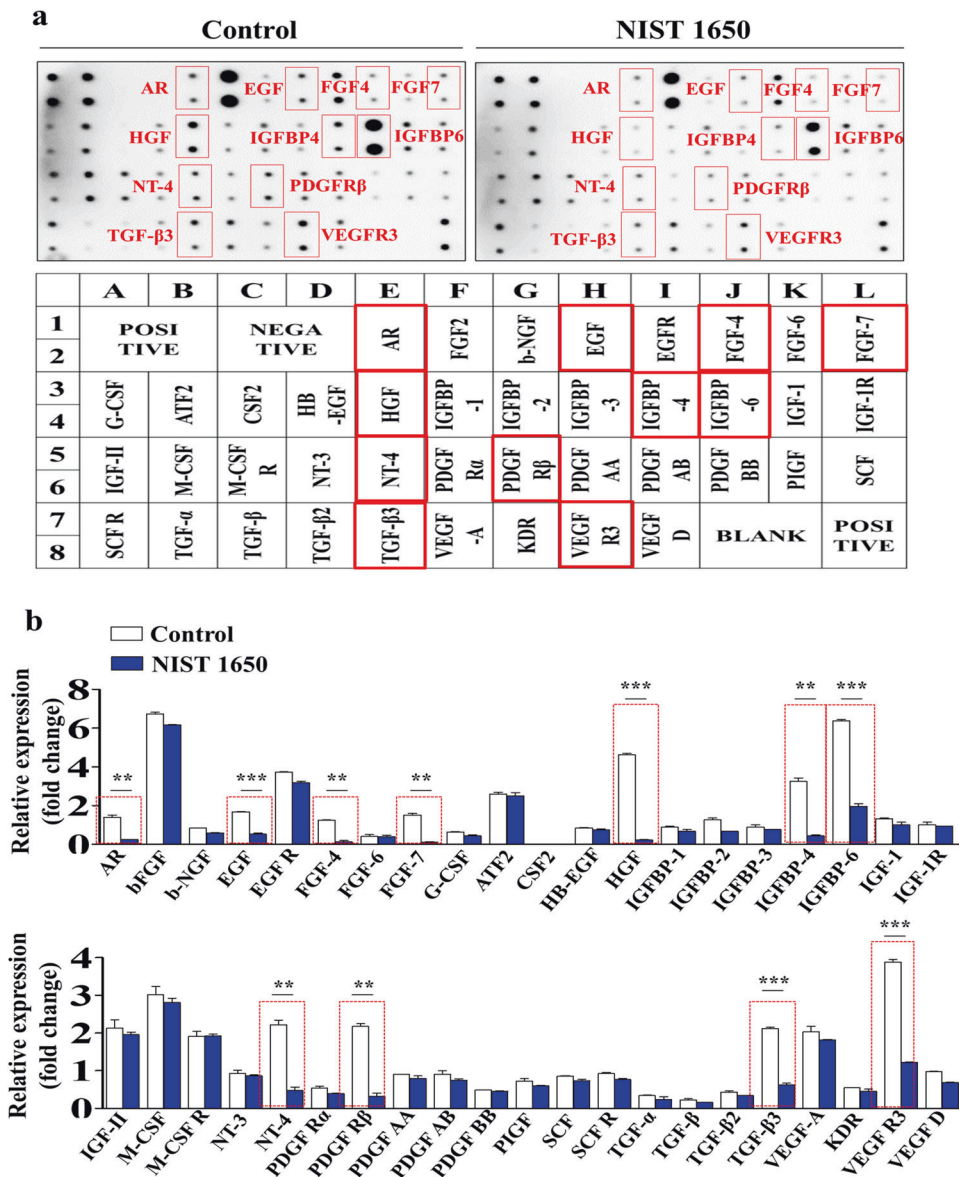 a
Control
NIST 1650
AR
EGF
FGF4
FGF7
HGF
IGFBP4
IGFBP6
NT-4
PDGFRβ
TGF-β3
VEGFR3
AR
EGF
FGF4
FGF7
HGF
IGFBP4
IGFBP6
NT-4
PDGFRβ
TGF-β3
VEGFR3
A B C D E F G H I J K L
1
2
POSI
TIVE
NEGA
TIVE
AR
FGF2
b-NGF
EGF
EGFR
FGF-4
FGF-6
FGF-7
3
4
G-CSF
ATF2
CSF2
HB
-EGF
HGF
IGFBP
-1
IGFBP
-2
IGFBP
-3
IGFBP
-4
IGFBP
-6
IGF-1
IGF-1R
5
6
IGF-II
M-CSF
M-CSF
R
NT-3
NT-4
PDGF
Rα
PDGF
Rβ
PDGF
AA
PDGF
AB
PDGF
BB
PIGF
SCF
7
8
SCF R
TGF-α
TGF-β
TGF-β2
TGF-β3
VEGF
-A
KDR
VEGF
R3
VEGF
D
BLANK
POSI
TIVE
b
Control
NIST 1650
Relative expression
(fold change)
8
6
4
2
0
**
***
**
**
***
**
***
AR
bFGF
b-NGF
EGF
EGF R
FGF-4
FGF-6
FGF-7
G-CSF
ATF2
CSF2
HB-EGF
HGF
IGFBP-1
IGFBP-2
IGFBP-3
IGFBP-4
IGFBP-6
IGF-1
IGF-1R
Relative expression
(fold change)
4
3
2
1
0
**
**
***
***
IGF-II
M-CSF
M-CSF R
NT-3
NT-4
PDGF Rα
PDGF Rβ
PDGF AA
PDGF AB
PDGF BB
PIGF
SCF
SCF R
TGF-α
TGF-β
TGF-β2
TGF-β3
VEGF-A
KDR
VEGF R3
VEGF D